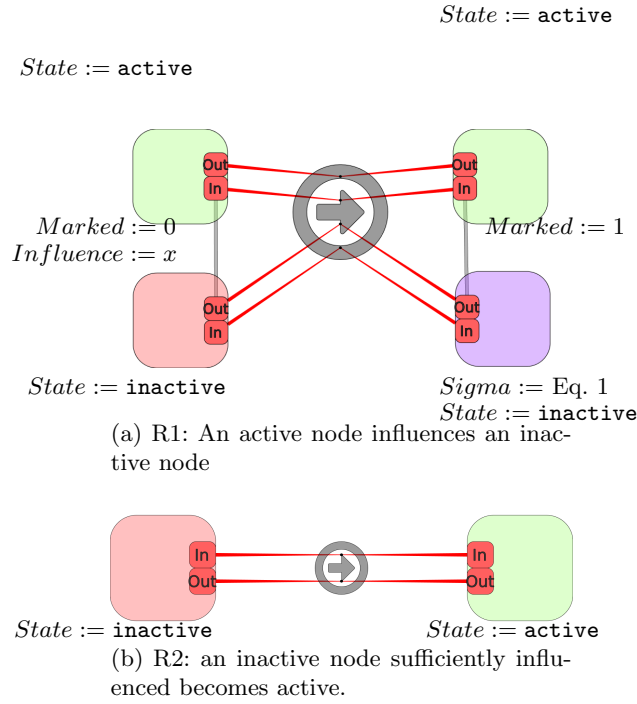 State := active
State := active
Out
Out
In
In
Marked := 0
Marked := 1
Influence := x
Out
Out
In
In
State := inactive
Sigma := Eq. 1
State := inactive
(a) R1: An active node influences an inac-
tive node
In
In
Out
Out
State := inactive
State := active
(b) R2: an inactive node sufficiently influ-
enced becomes active.